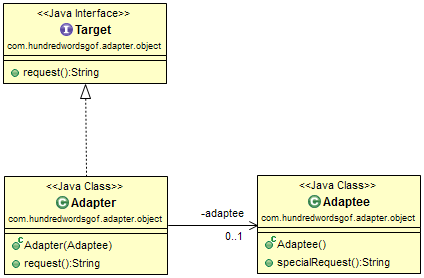 <<Java Interface>>
Target
com.hundredwordsgof.adapter.object
request():String
<<Java Class>>
Adapter
com.hundredwordsgof.adapter.object
Adapter(Adaptee)
request():String
-adaptee
0..1
<<Java Class>>
Adaptee
com.hundredwordsgof.adapter.object
Adaptee()
specialRequest():String